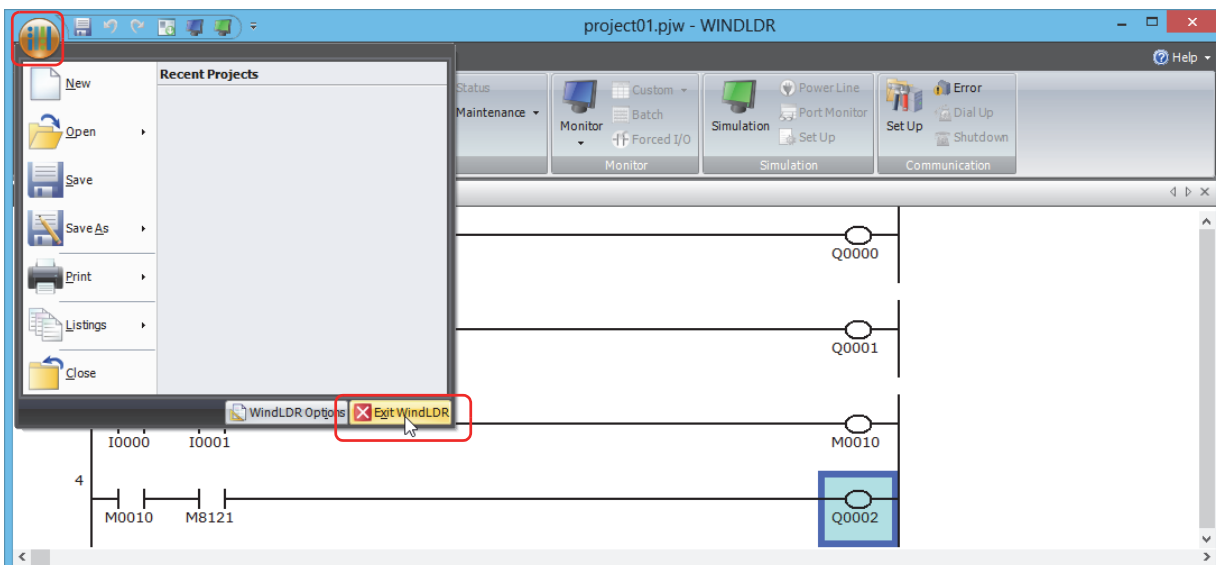 project01.pjw - WINDLDR
Help
New
Open
Save
Save As
Print
Listings
Close
Recent Projects
WindLDR Options
Exit WindLDR
Status
Maintenance
Monitor
Custom
Batch
Forced I/O
Monitor
Simulation
Power Line
Port Monitor
Set Up
Simulation
Set Up
Error
Dial Up
Shutdown
Communication
Q0000
Q0001
I0000 I0001 M0010
4
M0010 M8121 Q0002